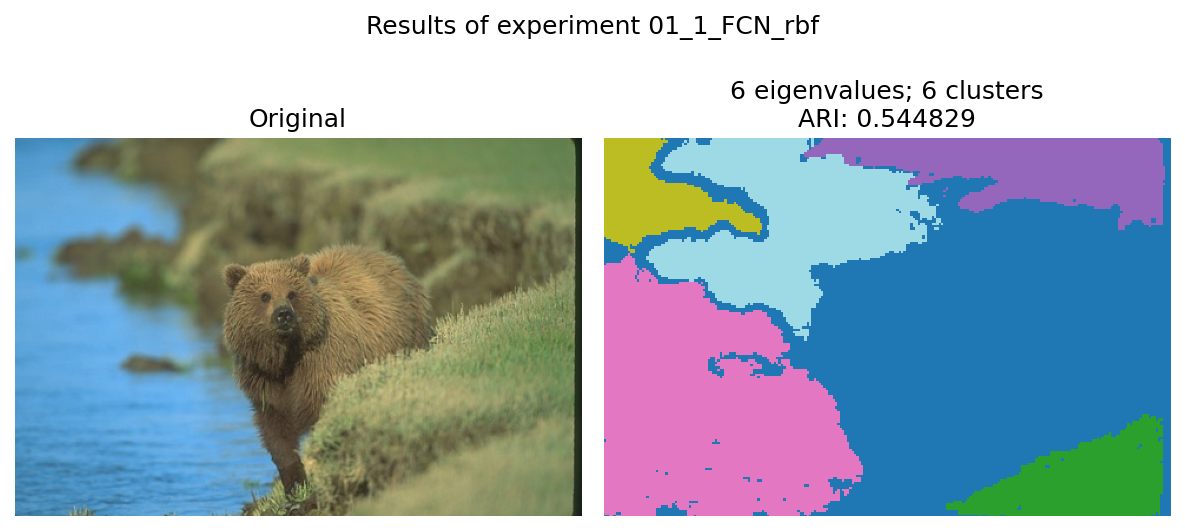 Results of experiment 01_1_FCN_rbf
Original
6 eigenvalues; 6 clusters
ARI: 0.544829